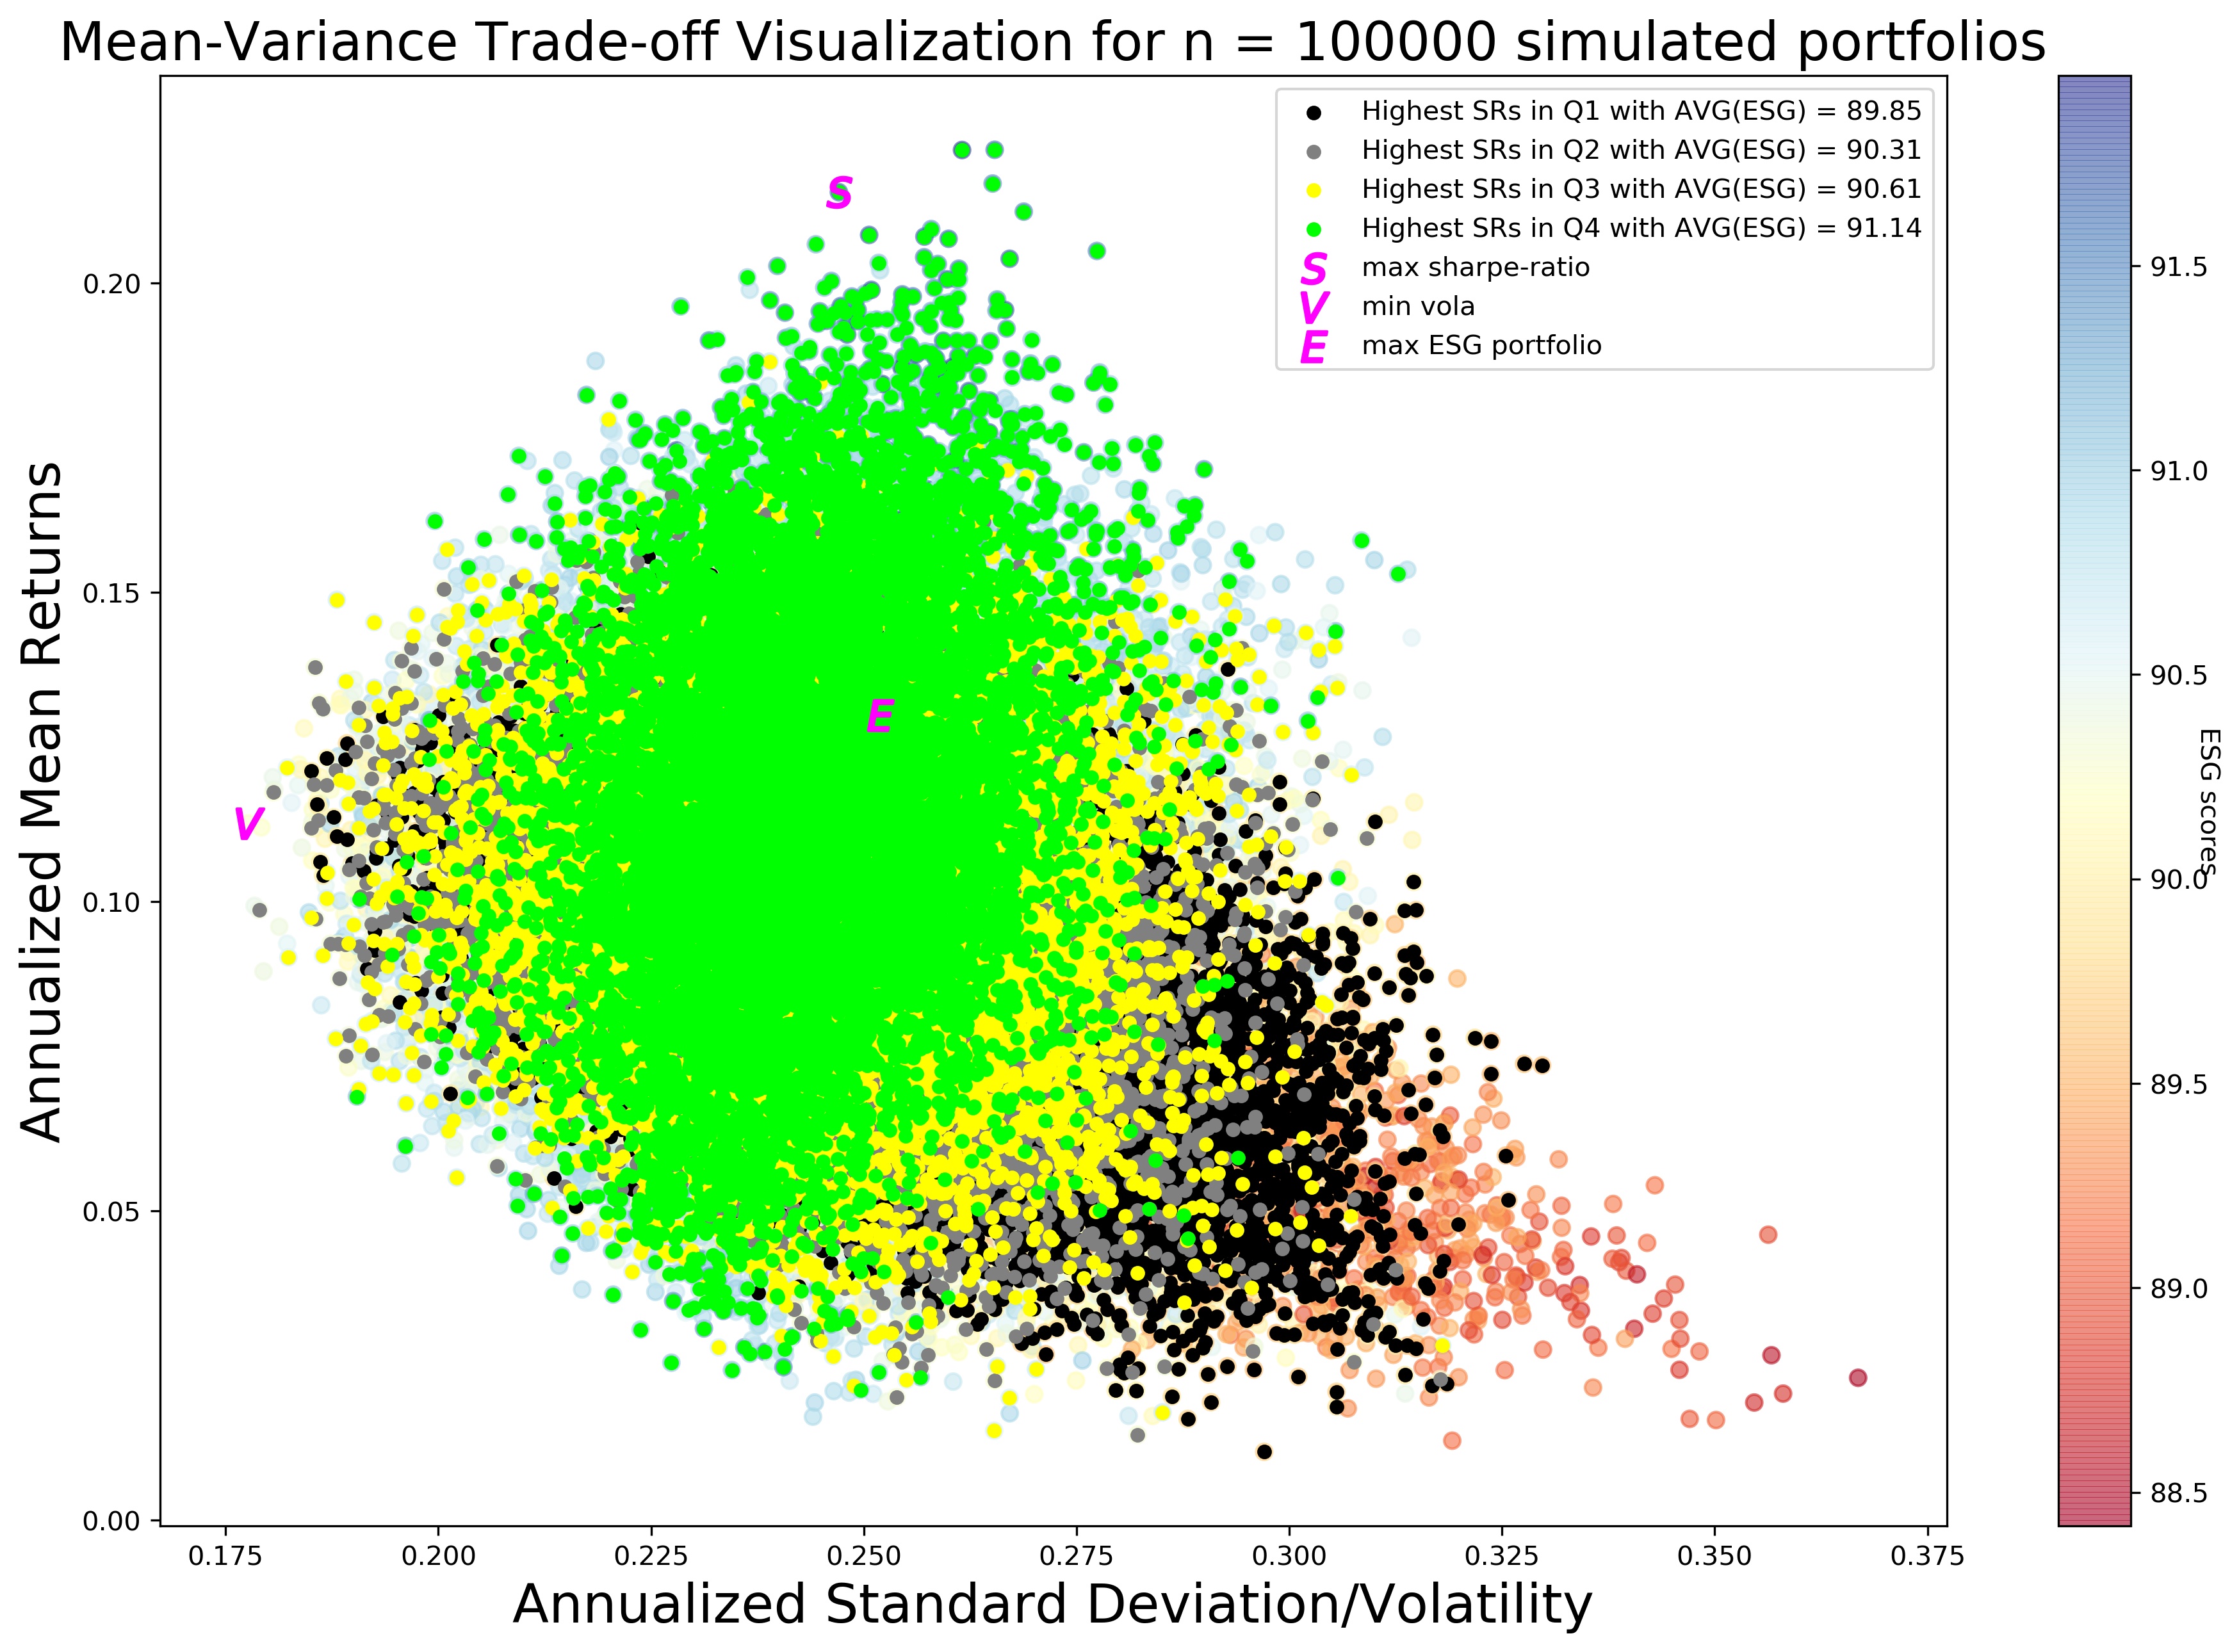 Mean-Variance Trade-off Visualization for n = 100000 simulated portfolios
Highest SRs in Q1 with AVG(ESG) = 89.85
Highest SRs in Q2 with AVG(ESG) = 90.31
Highest SRs in Q3 with AVG(ESG) = 90.61
Highest SRs in Q4 with AVG(ESG) = 91.14
S max sharpe-ratio
V min vola
E max ESG portfolio
S
E
V
Annualized Mean Returns
0.20
0.15
0.10
0.05
0.00
0.175 0.200 0.225 0.250 0.275 0.300 0.325 0.350 0.375
Annualized Standard Deviation/Volatility
91.5
91.0
90.5
90.0
89.5
89.0
88.5
ESG scores